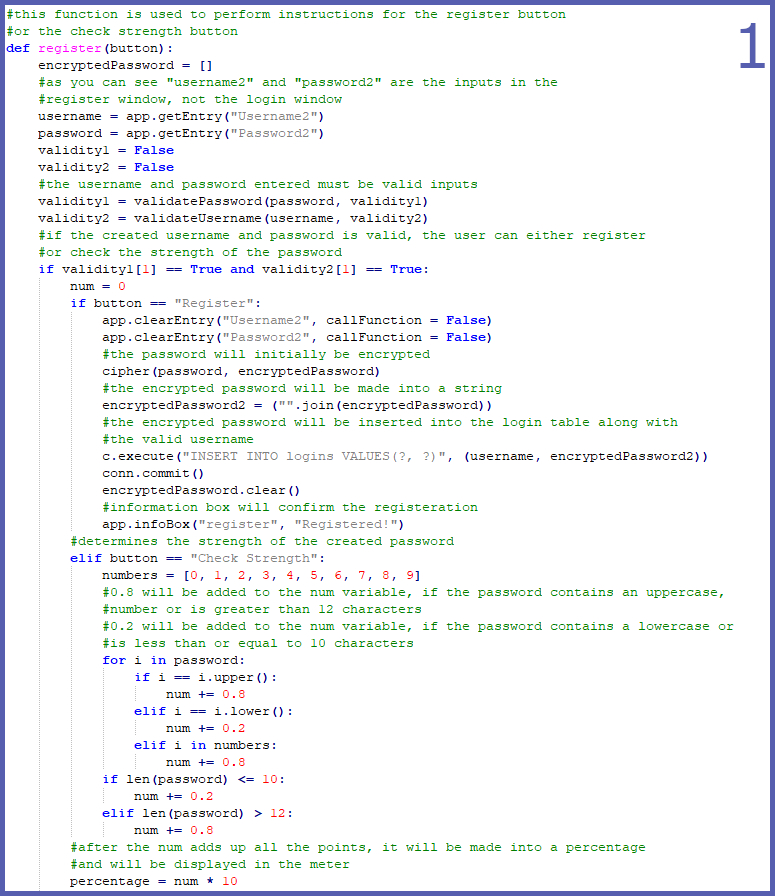 #this function is used to perform instructions for the register button
#or the check strength button
def register(button):
    encryptedPassword = []
    #as you can see "username2" and "password2" are the inputs in the
    #register window, not the login window
    username = app.getEntry("Username2")
    password = app.getEntry("Password2")
    validity1 = False
    validity2 = False
    #the username and password entered must be valid inputs
    validity1 = validatePassword(password, validity1)
    validity2 = validateUsername(username, validity2)
    #if the created username and password is valid, the user can either register
    #or check the strength of the password
    if validity1[1] == True and validity2[1] == True:
        num = 0
        if button == "Register":
            app.clearEntry("Username2", callFunction = False)
            app.clearEntry("Password2", callFunction = False)
            #the password will initially be encrypted
            cipher(password, encryptedPassword)
            #the encrypted password will be made into a string
            encryptedPassword2 = ("".join(encryptedPassword))
            #the encrypted password will be inserted into the login table along with
            #the valid username
            c.execute("INSERT INTO logins VALUES(?, ?)", (username, encryptedPassword2))
            conn.commit()
            encryptedPassword.clear()
            #information box will confirm the registeration
            app.infoBox("register", "Registered!")
        #determines the strength of the created password
        elif button == "Check Strength":
            numbers = [0, 1, 2, 3, 4, 5, 6, 7, 8, 9]
            #0.8 will be added to the num variable, if the password contains an uppercase,
            #number or is greater than 12 characters
            #0.2 will be added to the num variable, if the password contains a lowercase or
            #is less than or equal to 10 characters
            for i in password:
                if i == i.upper():
                    num += 0.8
                elif i == i.lower():
                    num += 0.2
                elif i in numbers:
                    num += 0.8
            if len(password) <= 10:
                num += 0.2
            elif len(password) > 12:
                num += 0.8
        #after the num adds up all the points, it will be made into a percentage
        #and will be displayed in the meter
        percentage = num * 10
1